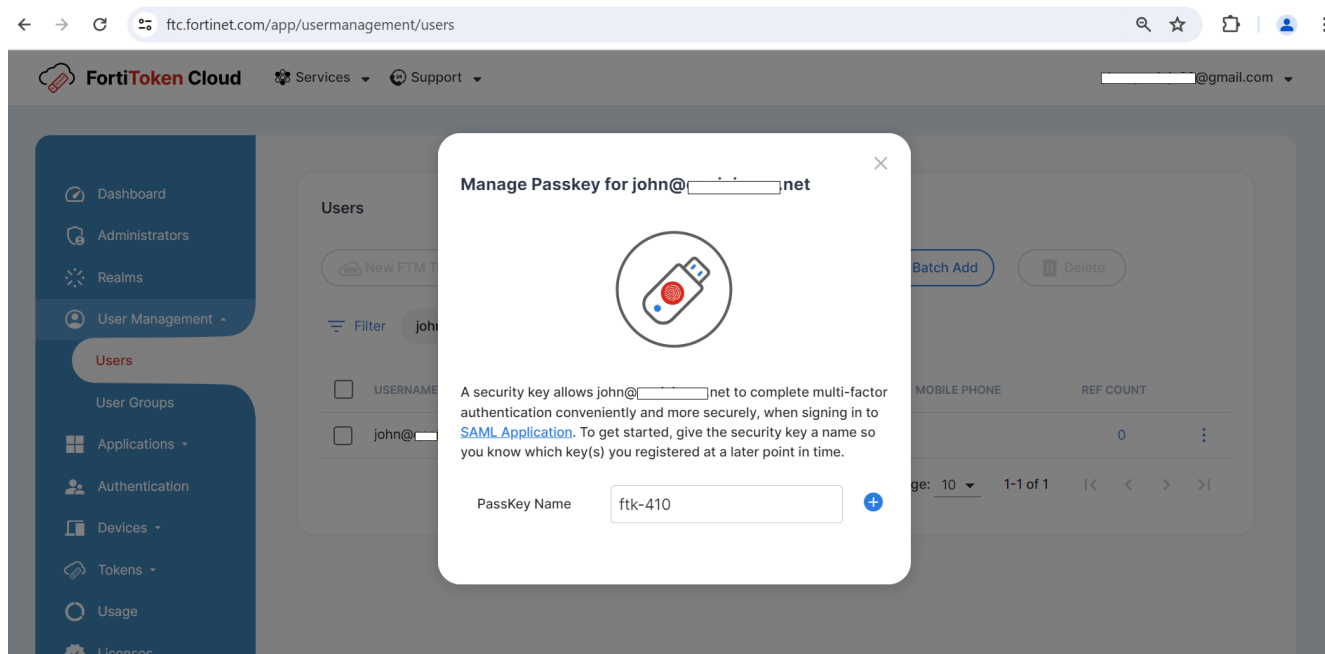 ftc.fortinet.com/app/usermanagement/users
FortiToken Cloud
Services
Support
@gmail.com
Dashboard
Administrators
Realms
User Management
Users
User Groups
Applications
Authentication
Devices
Tokens
Usage
Licenses
Users
New FTM T
Batch Add
Delete
Filter
john
USERNAME
MOBILE PHONE
REF COUNT
john@
0
ge: 10
1-1 of 1
Manage Passkey for john@ .net
A security key allows john@ net to complete multi-factor
authentication conveniently and more securely, when signing in to
SAML Application. To get started, give the security key a name so
you know which key(s) you registered at a later point in time.
PassKey Name
ftk-410